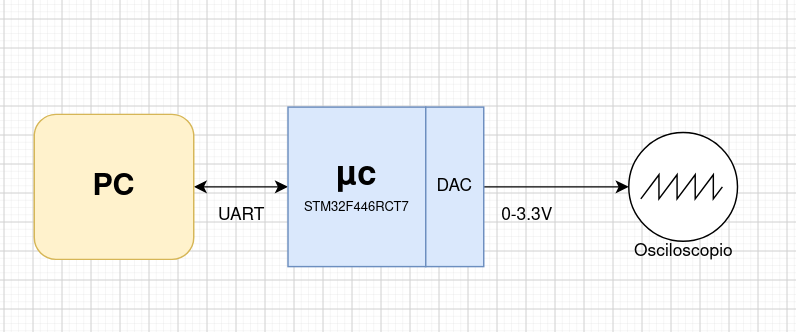 PC
UART
µc
STM32F446RCT7
DAC
0-3.3V
Osciloscopio